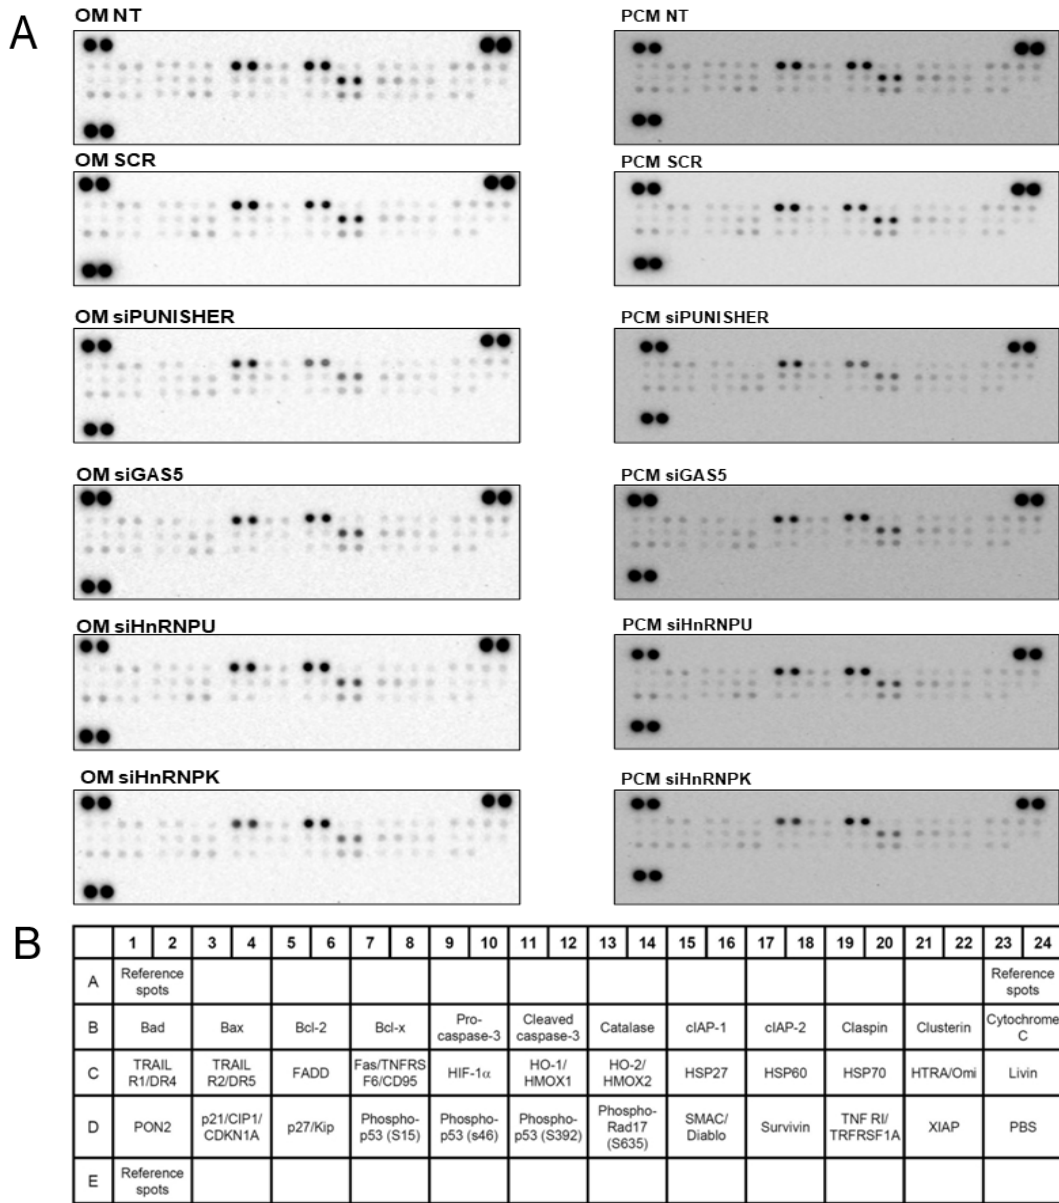 A
OM NT
PCM NT
OM SCR
PCM SCR
OM siPUNISHER
PCM siPUNISHER
OM siGAS5
PCM siGAS5
OM siHnRNPU
PCM siHnRNPU
OM siHnRNPK
PCM siHnRNPK
B
1 2 3 4 5 6 7 8 9 10 11 12 13 14 15 16 17 18 19 20 21 22 23 24
A
Reference
spots
Reference
spots
B
Bad
Bax
Bcl-2
Bcl-x
Pro-
caspase-3
Cleaved
caspase-3
Catalase
cIAP-1
cIAP-2
Claspin
Clusterin
Cytochrome
C
C
TRAIL
R1/DR4
TRAIL
R2/DR5
FADD
Fas/TNFRS
F6/CD95
HIF-1α
HO-1/
HMOX1
HO-2/
HMOX2
HSP27
HSP60
HSP70
HTRA/Omi
Livin
D
PON2
p21/CIP1/
CDKN1A
p27/Kip
Phospho-
p53 (S15)
Phospho-
p53 (s46)
Phospho-
p53 (S392)
Phospho-
Rad17
(S635)
SMAC/
Diablo
Survivin
TNF RI/
TRFRSF1A
XIAP
PBS
E
Reference
spots